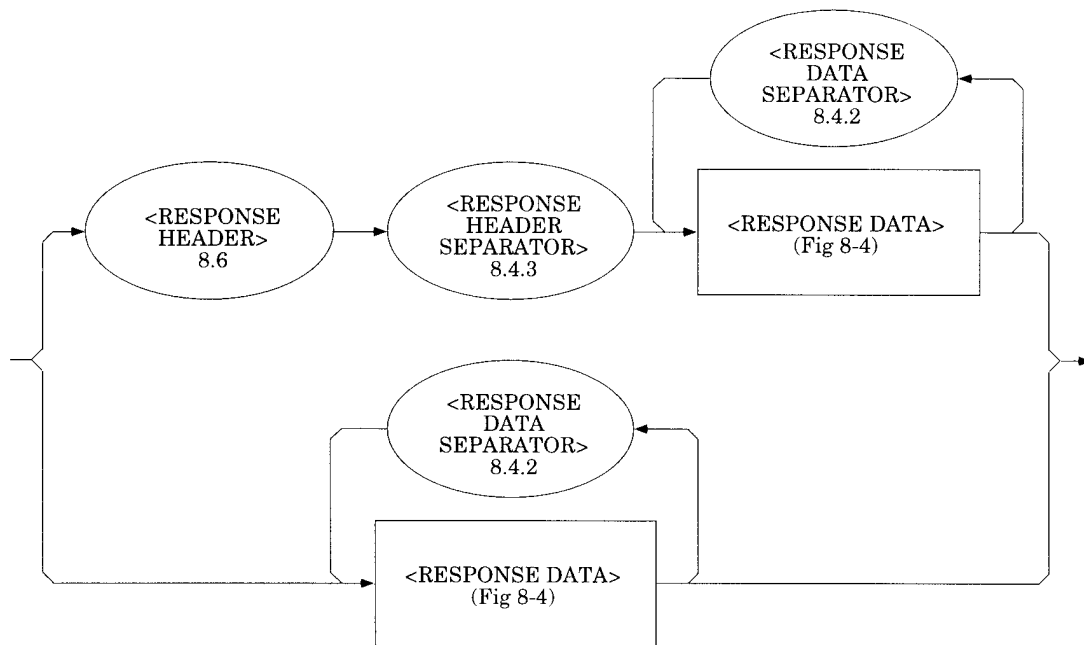 <RESPONSE
DATA
SEPARATOR>
8.4.2
<RESPONSE
HEADER>
8.6
<RESPONSE
HEADER
SEPARATOR>
8.4.3
<RESPONSE DATA>
(Fig 8-4)
<RESPONSE
DATA
SEPARATOR>
8.4.2
<RESPONSE DATA>
(Fig 8-4)